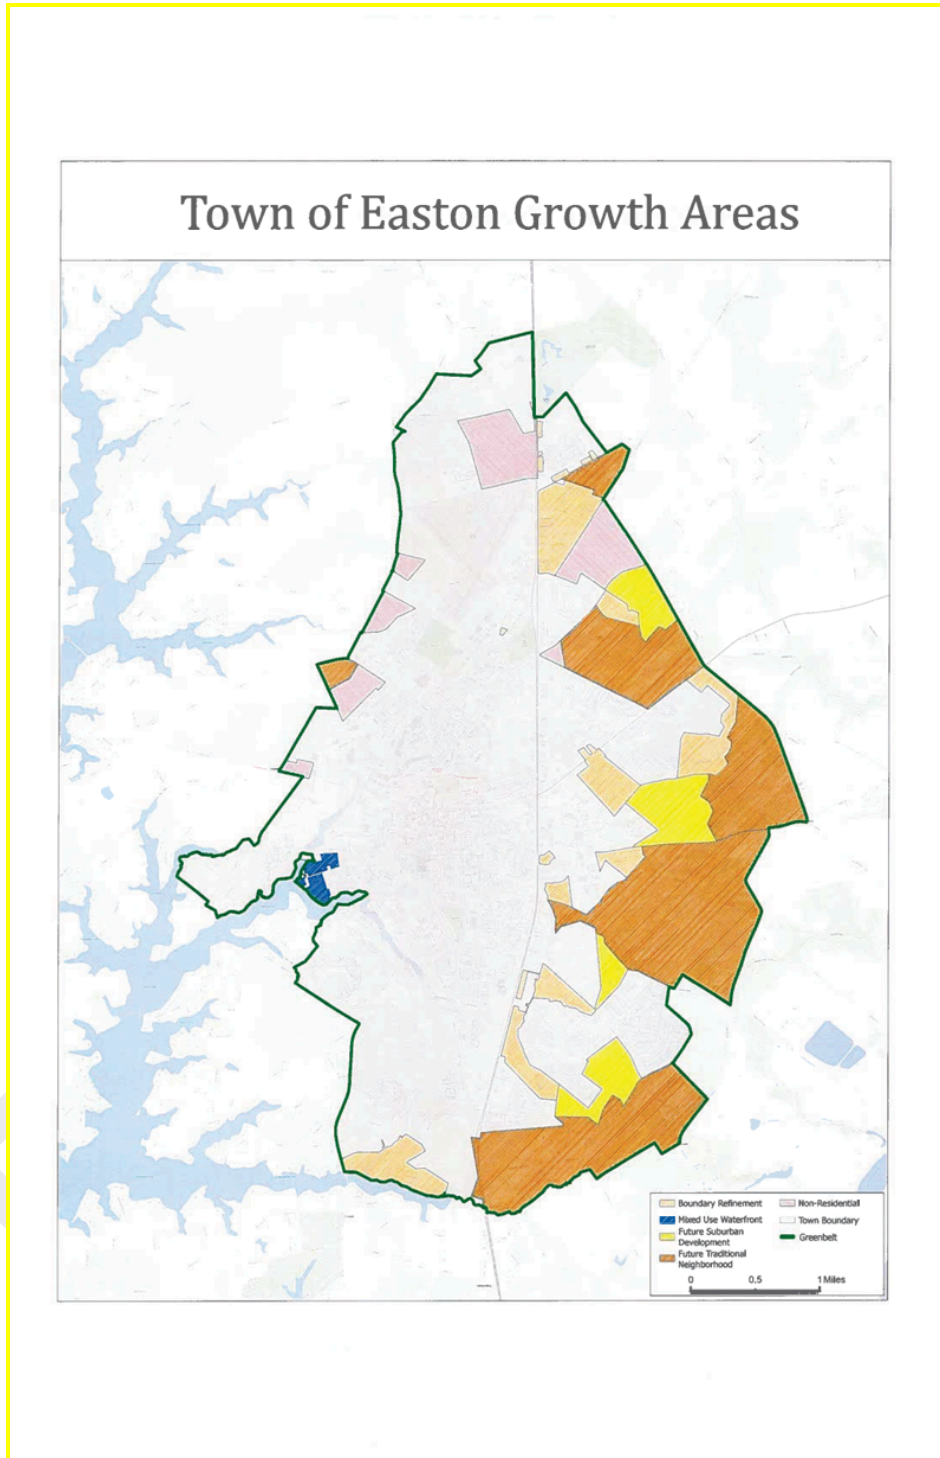 Town of Easton Growth Areas
Boundary Refinement
Mixed Use Waterfront
Future Suburban
Development
Future Traditional
Neighborhood
Non-Residential
Town Boundary
Greenbelt
0 0.5 1 Miles